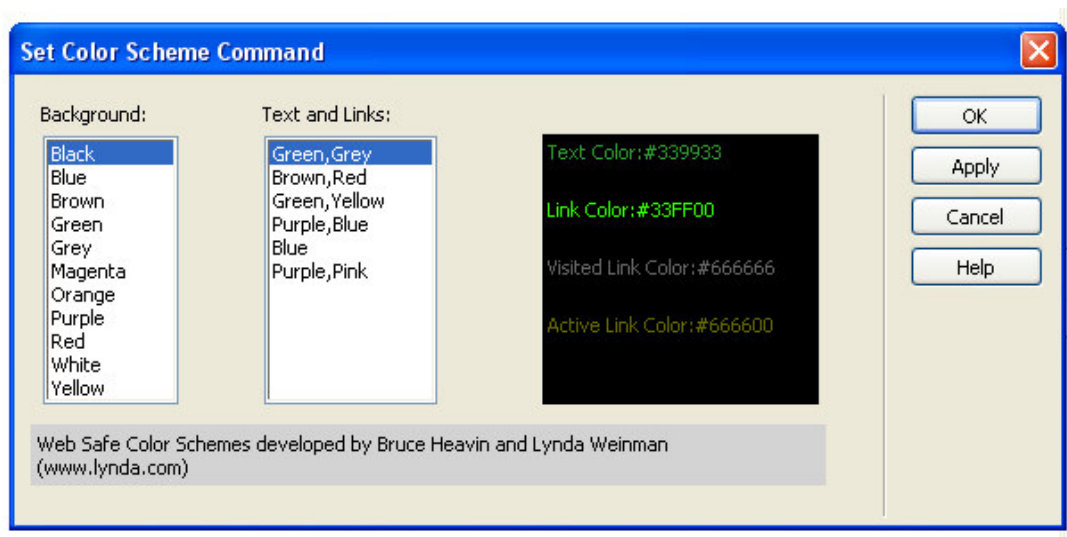 Set Color Scheme Command
Background:
Black
Blue
Brown
Green
Grey
Magenta
Orange
Purple
Red
White
Yellow
Text and Links:
Green,Grey
Brown,Red
Green,Yellow
Purple,Blue
Blue
Purple,Pink
Text Color:#339933
Link Color:#33FF00
Visited Link Color:#666666
Active Link Color:#666600
OK
Apply
Cancel
Help
Web Safe Color Schemes developed by Bruce Heavin and Lynda Weinman
(www.lynda.com)